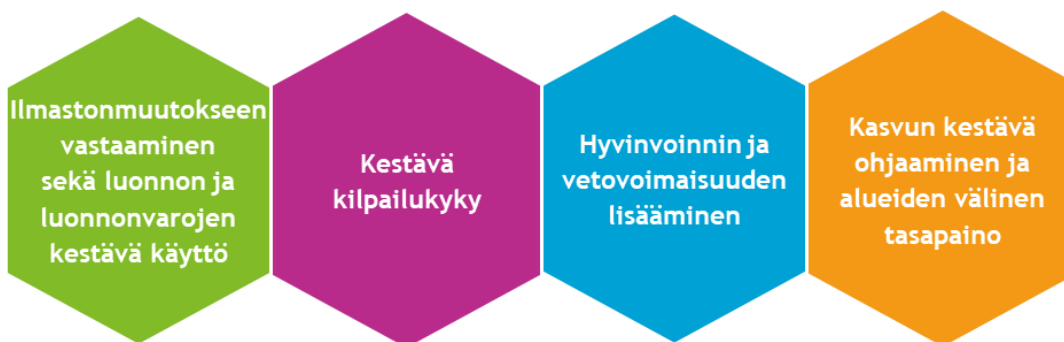 Ilmastonmuutokseen
vastaaminen
sekä luonnon ja
luonnonvarojen
kestävä käyttö
Kestävä
kilpailukyky
Hyvinvoinnin ja
vetovoimaisuuden
lisääminen
Kasvun kestävä
ohjaaminen ja
alueiden välinen
tasapaino